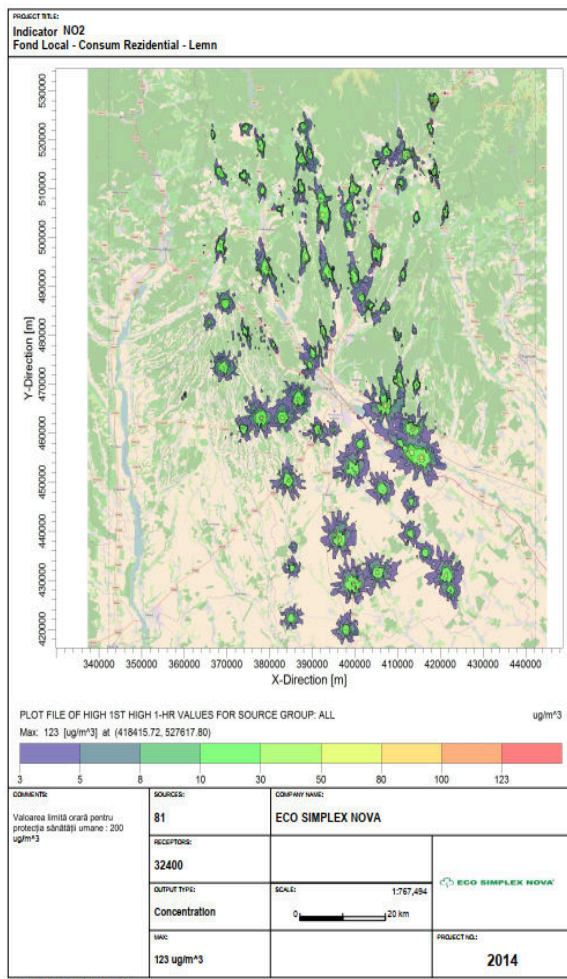 PROJECT TITLE:
Indicator NO2
Fond Local - Consum Rezidential - Lemn
Y-Direction [m]
530000
520000
510000
500000
490000
480000
470000
460000
450000
440000
430000
420000
340000 350000 360000 370000 380000 390000 400000 410000 420000 430000 440000
X-Direction [m]
PLOT FILE OF HIGH 1ST HIGH 1-HR VALUES FOR SOURCE GROUP: ALL
ug/m^3
Max: 123 [ug/m^3] at (418415.72, 527617.80)
3 5 8 10 30 50 80 100 123
COMMENTS:
Valoarea limită orară pentru
protecția sănătății umane : 200
ug/m^3
SOURCES:
81
COMPANY NAME:
ECO SIMPLEX NOVA
RECEPTORS:
32400
OUTPUT TYPE:
Concentration
SCALE:
1:767,494
0 20 km
ECO SIMPLEX NOVA
MAX:
123 ug/m^3
PROJECT NO.:
2014